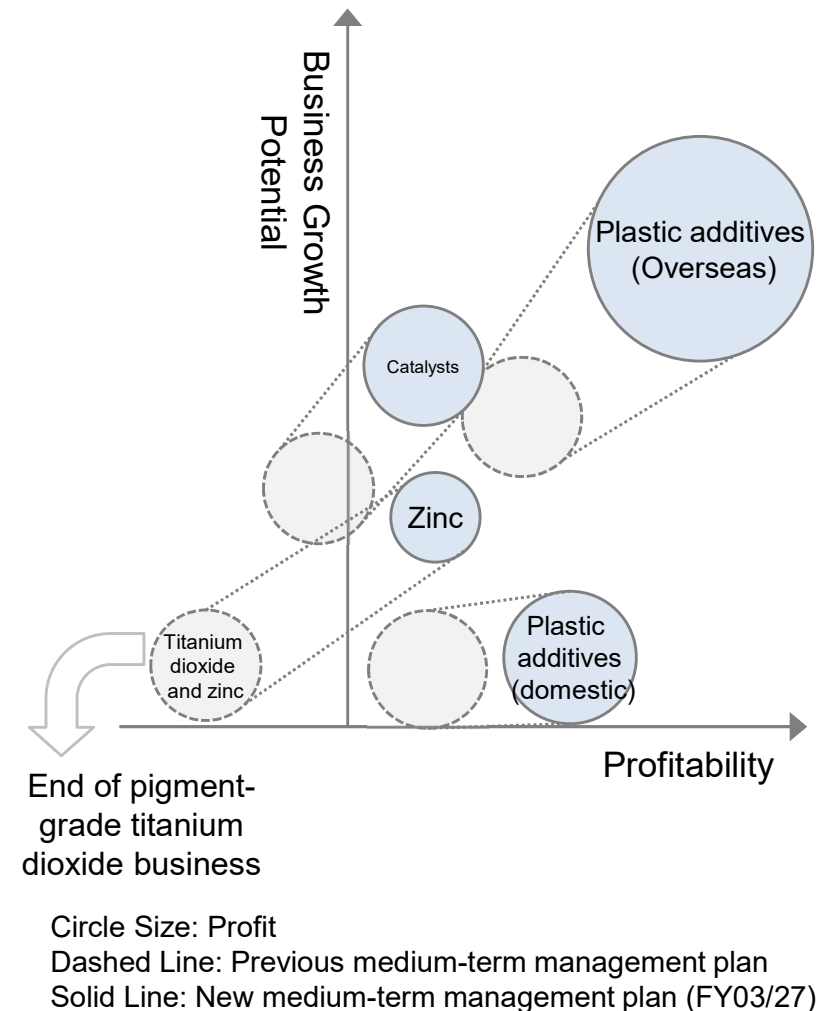 Business Growth
Potential
Plastic additives
(Overseas)
Catalysts
Zinc
Titanium
dioxide
and zinc
Plastic
additives
(domestic)
Profitability
End of pigment-
grade titanium
dioxide business
Circle Size: Profit
Dashed Line: Previous medium-term management plan
Solid Line: New medium-term management plan (FY03/27)